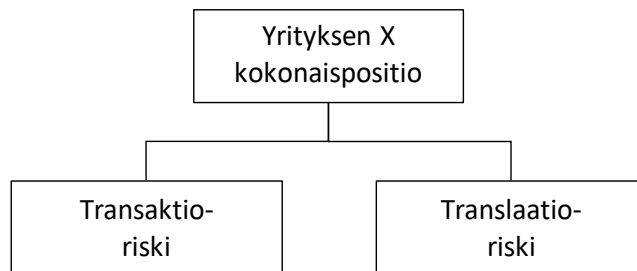 Yrityksen X
kokonaispositio
Transaktio-
riski
Translaatio-
riski